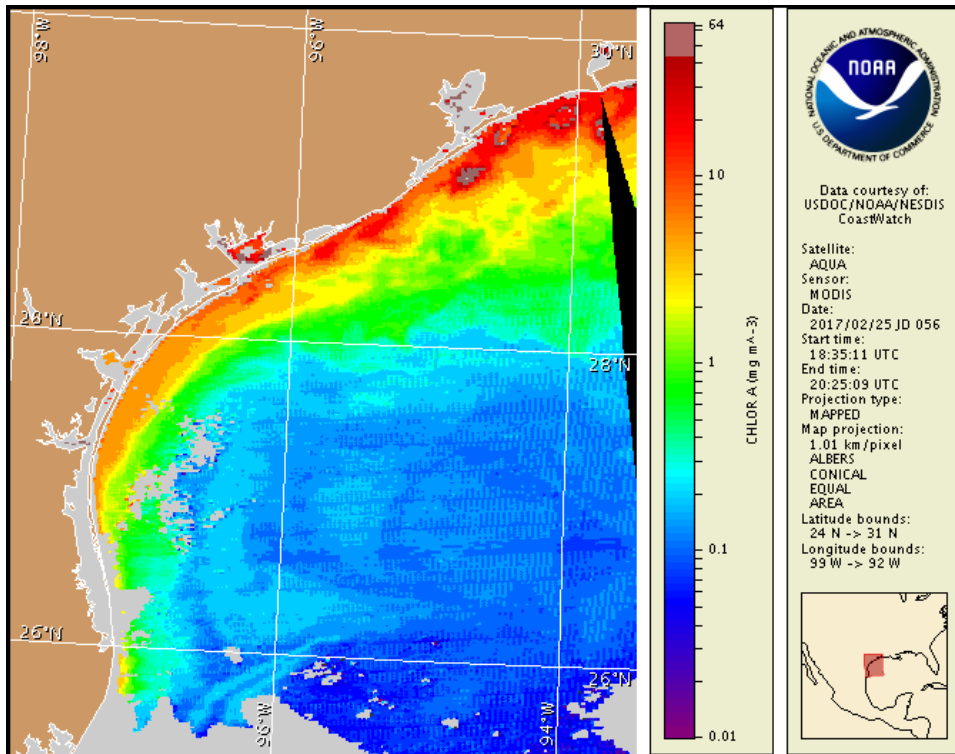 98°W
96°W
30°N
28°N
28°N
26°N
26°N
96°W
94°W
64
10
1
0.1
0.01
CHLOR A (mg m^-3)
NATIONAL OCEANIC AND ATMOSPHERIC ADMINISTRATION
NOAA
U.S. DEPARTMENT OF COMMERCE
Data courtesy of:
USDOC/NOAA/NESDIS
CoastWatch
Satellite:
AQUA
Sensor:
MODIS
Date:
2017/02/25 JD 056
Start time:
18:35:11 UTC
End time:
20:25:09 UTC
Projection type:
MAPPED
Map projection:
1.01 km/pixel
ALBERS
CONICAL
EQUAL
AREA
Latitude bounds:
24 N -> 31 N
Longitude bounds:
99 W -> 92 W